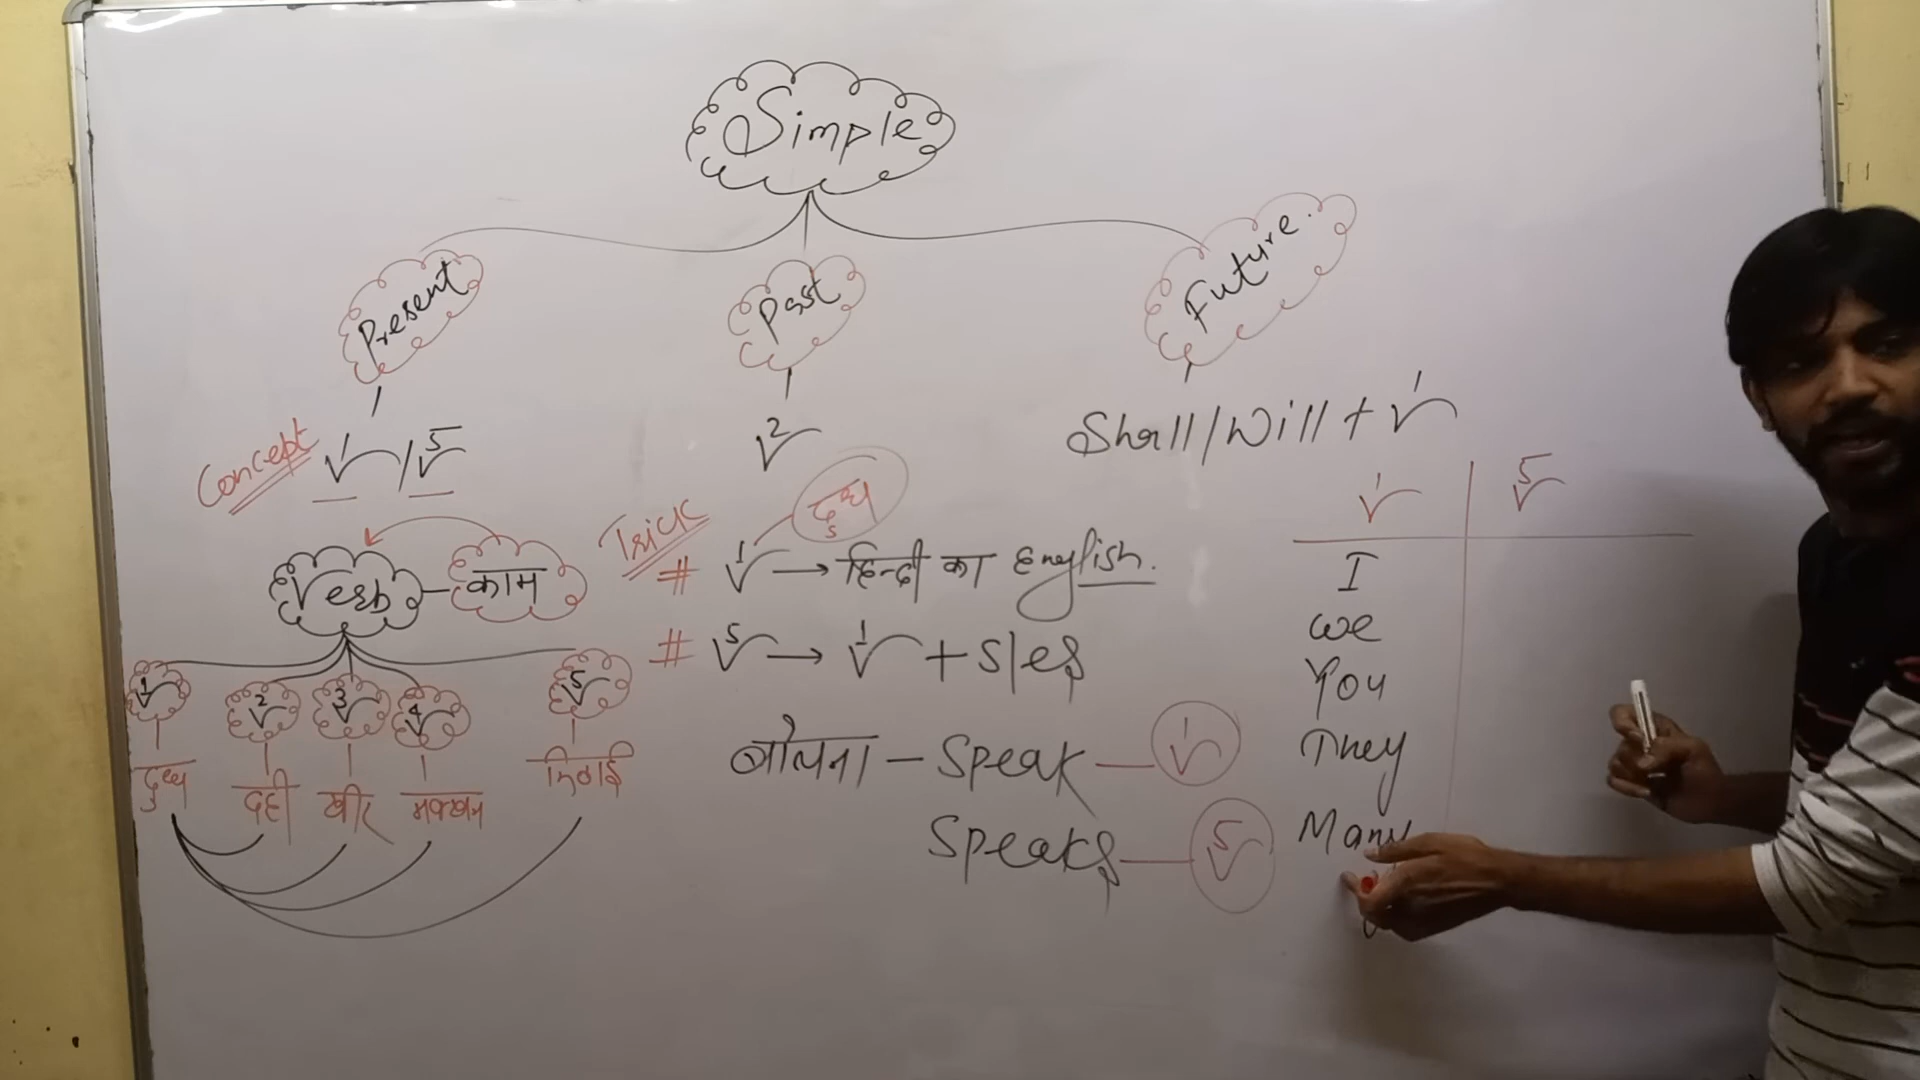 Simple
Present
Past
Future.
Concept
V1 / V5
V2
Shall/Will + V1
Verb - काम
V1
V2
V3
V4
V5
दुध
दही
खीर
मक्खन
मिठाई
Trick
दुध
# V1 → हिन्दी का English.
# V5 → V1 + s/es
बोलना - Speak - V1
Speaks - V5
V1
V5
I
We
You
They
Many